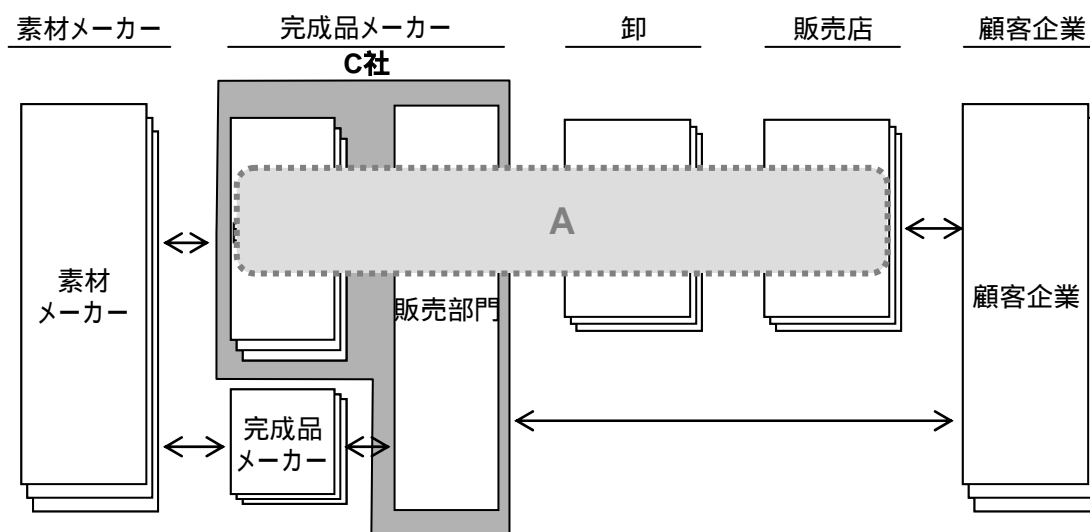 素材メーカー
完成品メーカー
卸
販売店
顧客企業
C社
A
素材
メーカー
販売部門
顧客企業
完成品
メーカー